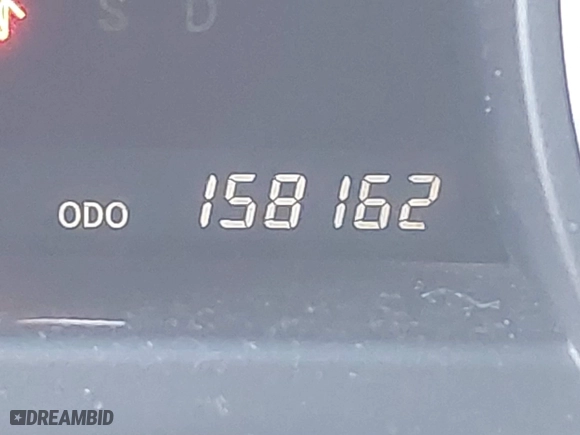 S D
ODO 158162
DREAMBID